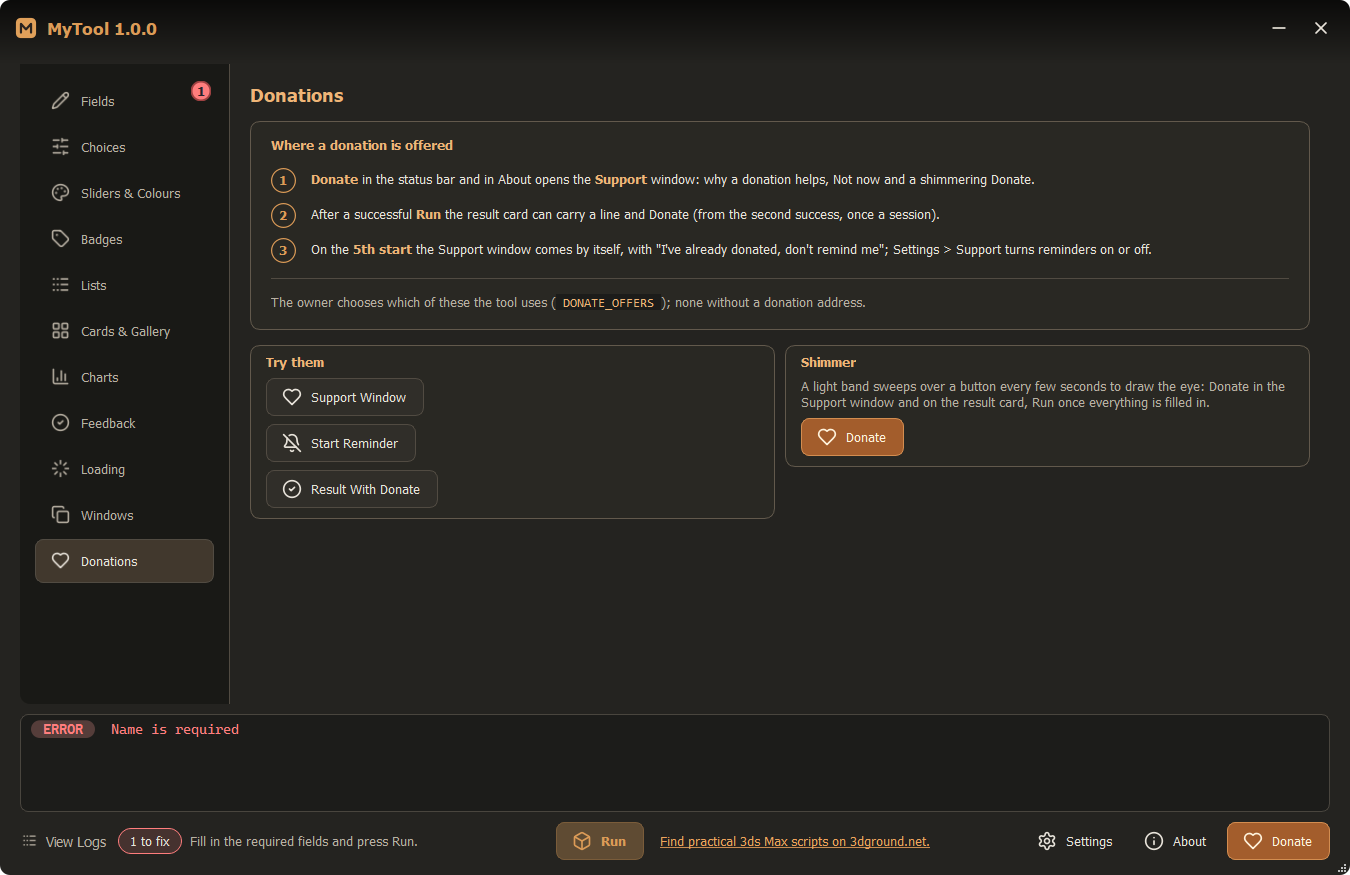 MyTool 1.0.0
Fields
1
Choices
Sliders & Colours
Badges
Lists
Cards & Gallery
Charts
Feedback
Loading
Windows
Donations
Donations
Where a donation is offered
1 Donate in the status bar and in About opens the Support window: why a donation helps, Not now and a shimmering Donate.
2 After a successful Run the result card can carry a line and Donate (from the second success, once a session).
3 On the 5th start the Support window comes by itself, with "I've already donated, don't remind me"; Settings > Support turns reminders on or off.
The owner chooses which of these the tool uses ( DONATE_OFFERS ); none without a donation address.
Try them
Support Window
Start Reminder
Result With Donate
Shimmer
A light band sweeps over a button every few seconds to draw the eye: Donate in the
Support window and on the result card, Run once everything is filled in.
Donate
ERROR Name is required
View Logs 1 to fix Fill in the required fields and press Run. Run Find practical 3ds Max scripts on 3dground.net. Settings About Donate